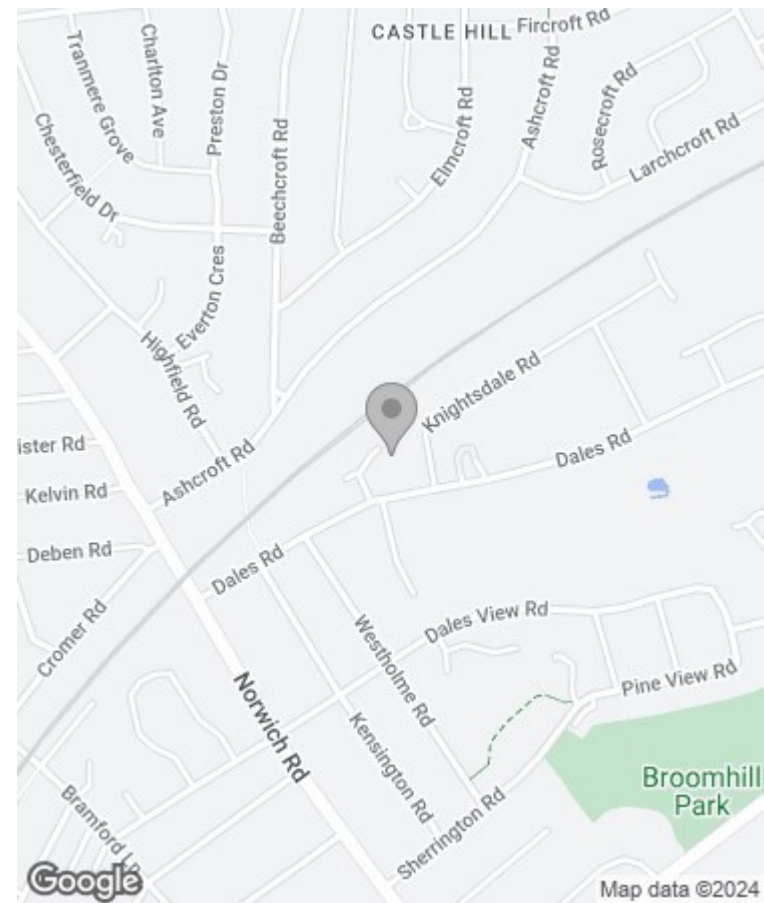 CASTLE HILL
Fircroft Rd
Tranmere Grove
Charlton Ave
Preston Dr
Chesterfield Dr
Beechcroft Rd
Elmcroft Rd
Ashcroft Rd
Rosecroft Rd
Larchcroft Rd
Everton Cres
Highfield Rd
Knightsdale Rd
ister Rd
Ashcroft Rd
Dales Rd
Kelvin Rd
Deben Rd
Dales Rd
Cromer Rd
Dales View Rd
Westholme Rd
Pine View Rd
Norwich Rd
Kensington Rd
Broomhill
Park
Bramford Ln
Sherrington Rd
Google
Map data ©2024